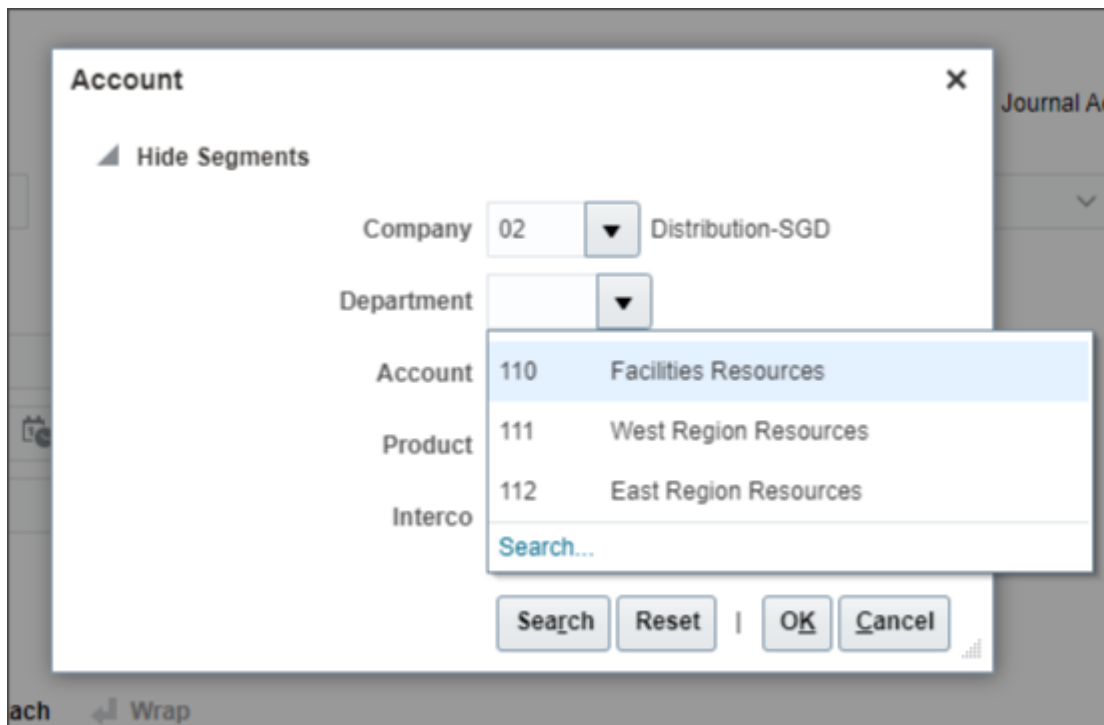 Account
Journal A
Hide Segments
Company 02 Distribution-SGD
Department
Account 110 Facilities Resources
Product 111 West Region Resources
112 East Region Resources
Interco
Search...
Search Reset | OK Cancel
ach Wrap